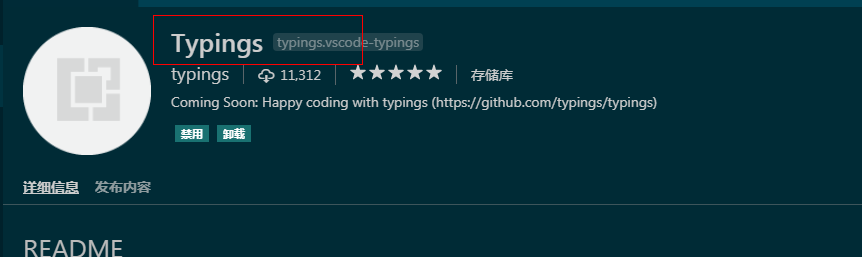 Typings typings.vscode-typings
typings 11,312 存储库
Coming Soon: Happy coding with typings (https://github.com/typings/typings)
禁用 卸载
详细信息 发布内容
README